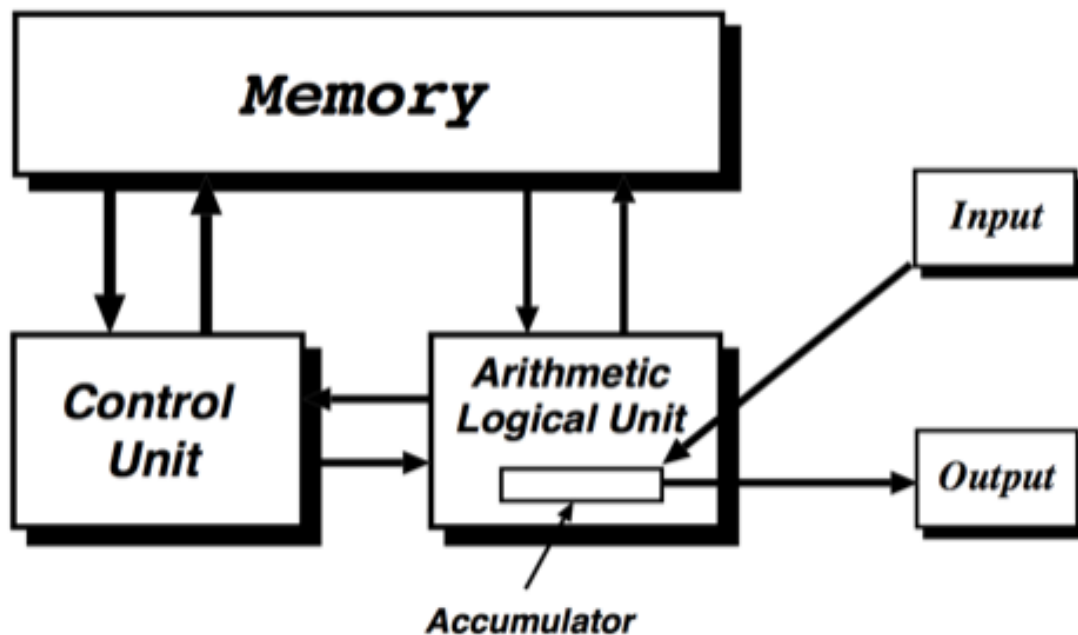 Memory
Input
Control
Unit
Arithmetic
Logical Unit
Output
Accumulator